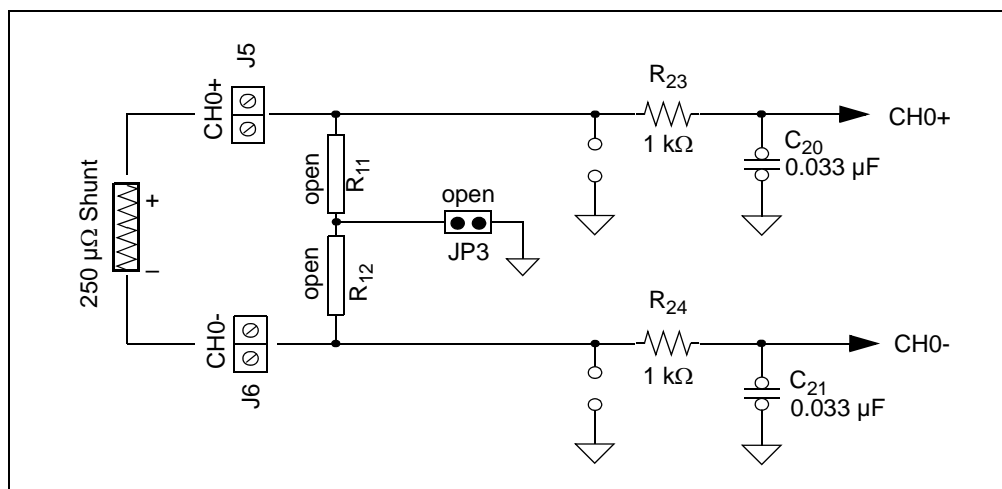 J5
CH0+
R23
1 kΩ
CH0+
C20
0.033 µF
open
R11
open
JP3
250 µΩ Shunt
+
–
open
R12
CH0-
J6
R24
1 kΩ
CH0-
C21
0.033 µF